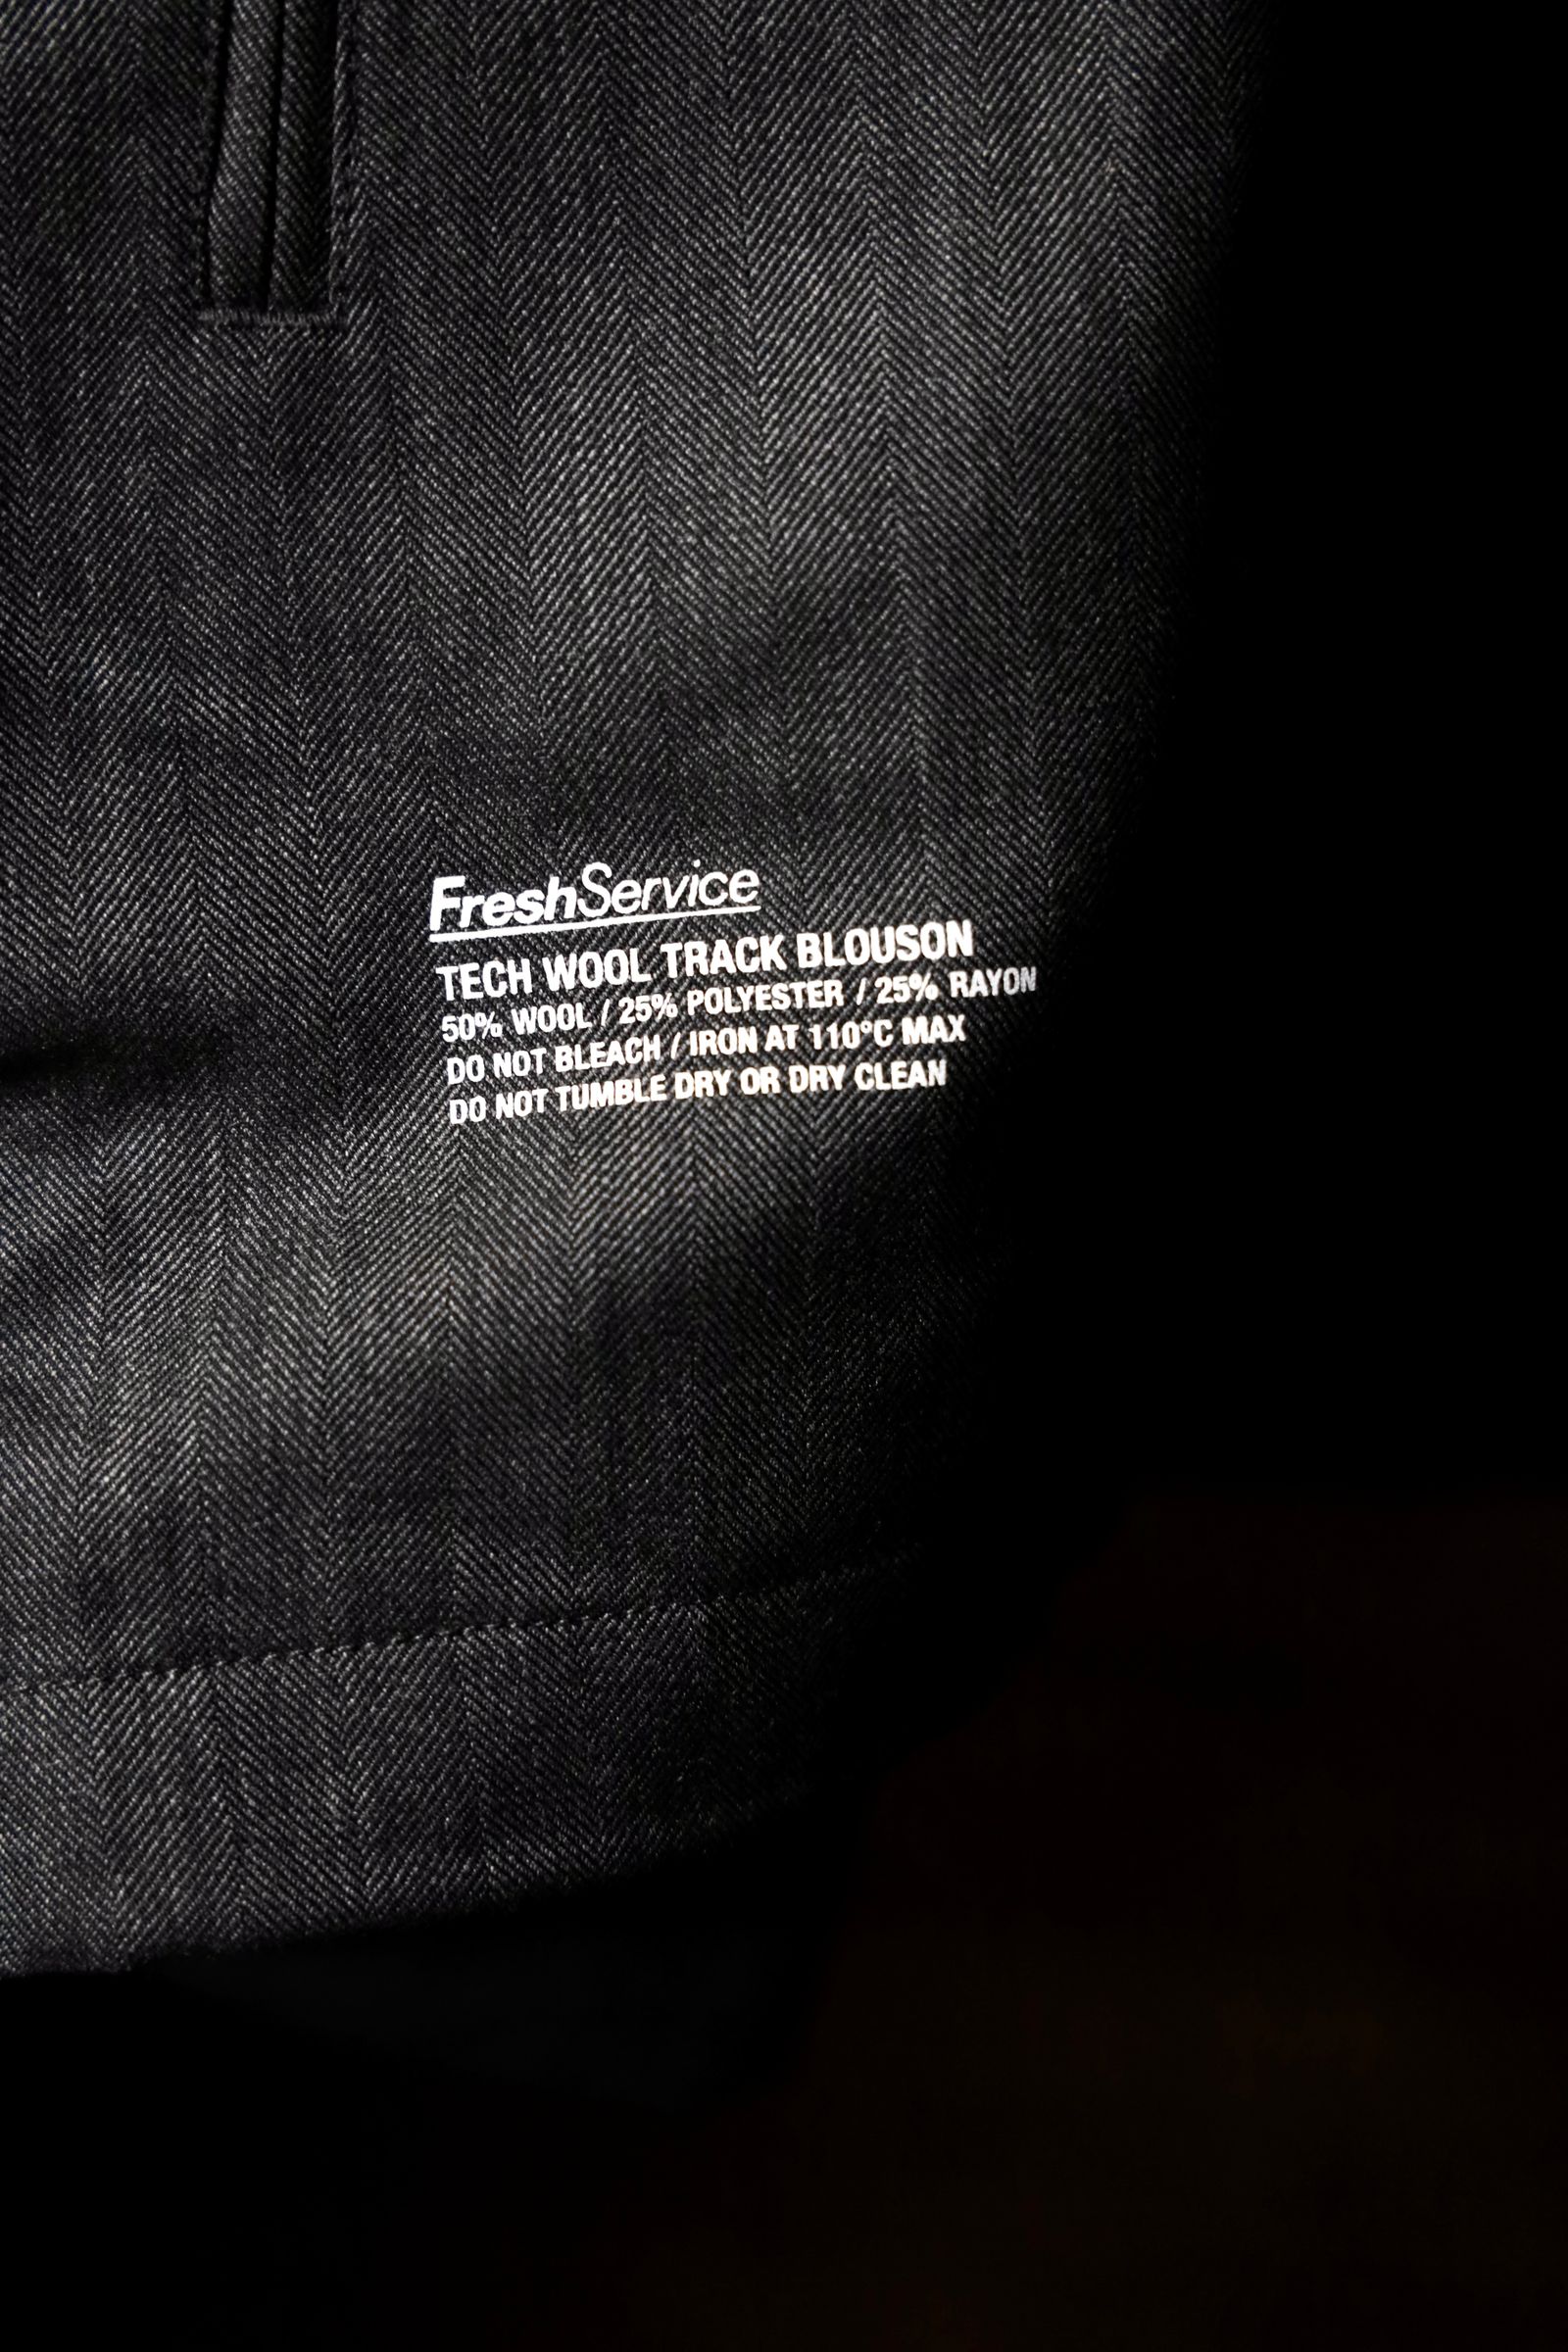 FreshService
TECH WOOL TRACK BLOUSON
50% WOOL / 25% POLYESTER / 25% RAYON
DO NOT BLEACH / IRON AT 110°C MAX
DO NOT TUMBLE DRY OR DRY CLEAN